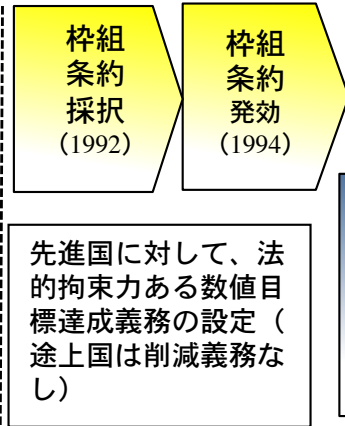 枠組
条約
採択
（1992）
枠組
条約
発効
（1994）
先進国に対して、法
的拘束力ある数値目
標達成義務の設定（
途上国は削減義務な
し）